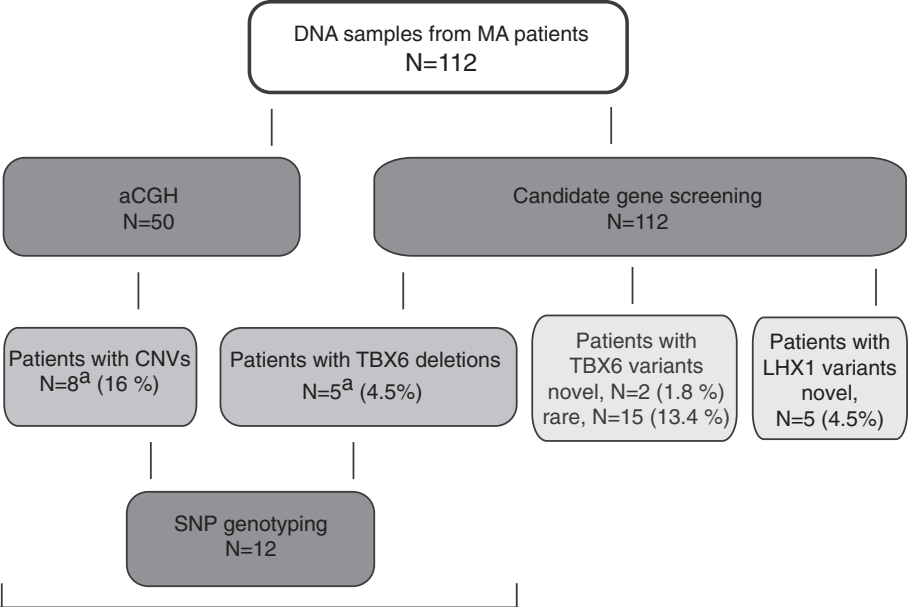 DNA samples from MA patients
N=112
aCGH
N=50
Candidate gene screening
N=112
Patients with CNVs
N=8a (16 %)
Patients with TBX6 deletions
N=5a (4.5%)
Patients with
TBX6 variants
novel, N=2 (1.8 %)
rare, N=15 (13.4 %)
Patients with
LHX1 variants
novel,
N=5 (4.5%)
SNP genotyping
N=12